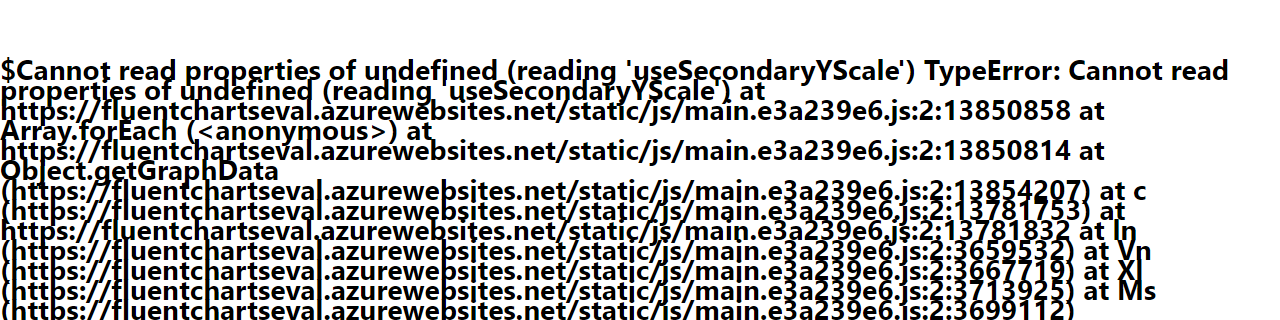 $Cannot read properties of undefined (reading 'useSecondaryYScale') TypeError: Cannot read
properties of undefined (reading 'useSecondaryYScale') at
https://fluentchartseval.azurewebsites.net/static/js/main.e3a239e6.js:2:13850858 at
Array.forEach (<anonymous>) at
https://fluentchartseval.azurewebsites.net/static/js/main.e3a239e6.js:2:13850814 at
Object.getGraphData
(https://fluentchartseval.azurewebsites.net/static/js/main.e3a239e6.js:2:13854207) at c
(https://fluentchartseval.azurewebsites.net/static/js/main.e3a239e6.js:2:13781753) at
https://fluentchartseval.azurewebsites.net/static/js/main.e3a239e6.js:2:13781832 at ln
(https://fluentchartseval.azurewebsites.net/static/js/main.e3a239e6.js:2:3659532) at Vn
(https://fluentchartseval.azurewebsites.net/static/js/main.e3a239e6.js:2:3667719) at Xl
(https://fluentchartseval.azurewebsites.net/static/js/main.e3a239e6.js:2:3713925) at Ms
(https://fluentchartseval.azurewebsites.net/static/js/main.e3a239e6.js:2:3699112)